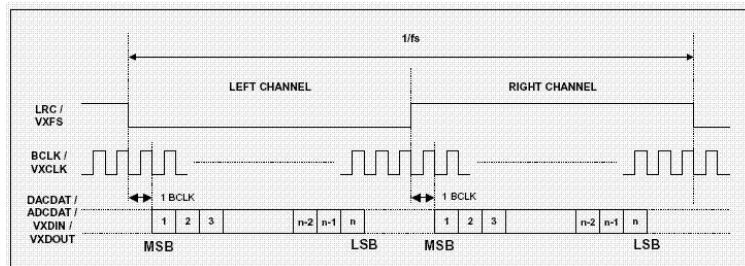 1/fs
LEFT CHANNEL
RIGHT CHANNEL
LRC /
VXFS
BCLK /
VXCLK
1 BCLK
1 BCLK
DACDAT /
ADCDAT /
VXDIN /
VXDOUT
1 2 3 n-2 n-1 n
1 2 3 n-2 n-1 n
MSB LSB MSB LSB